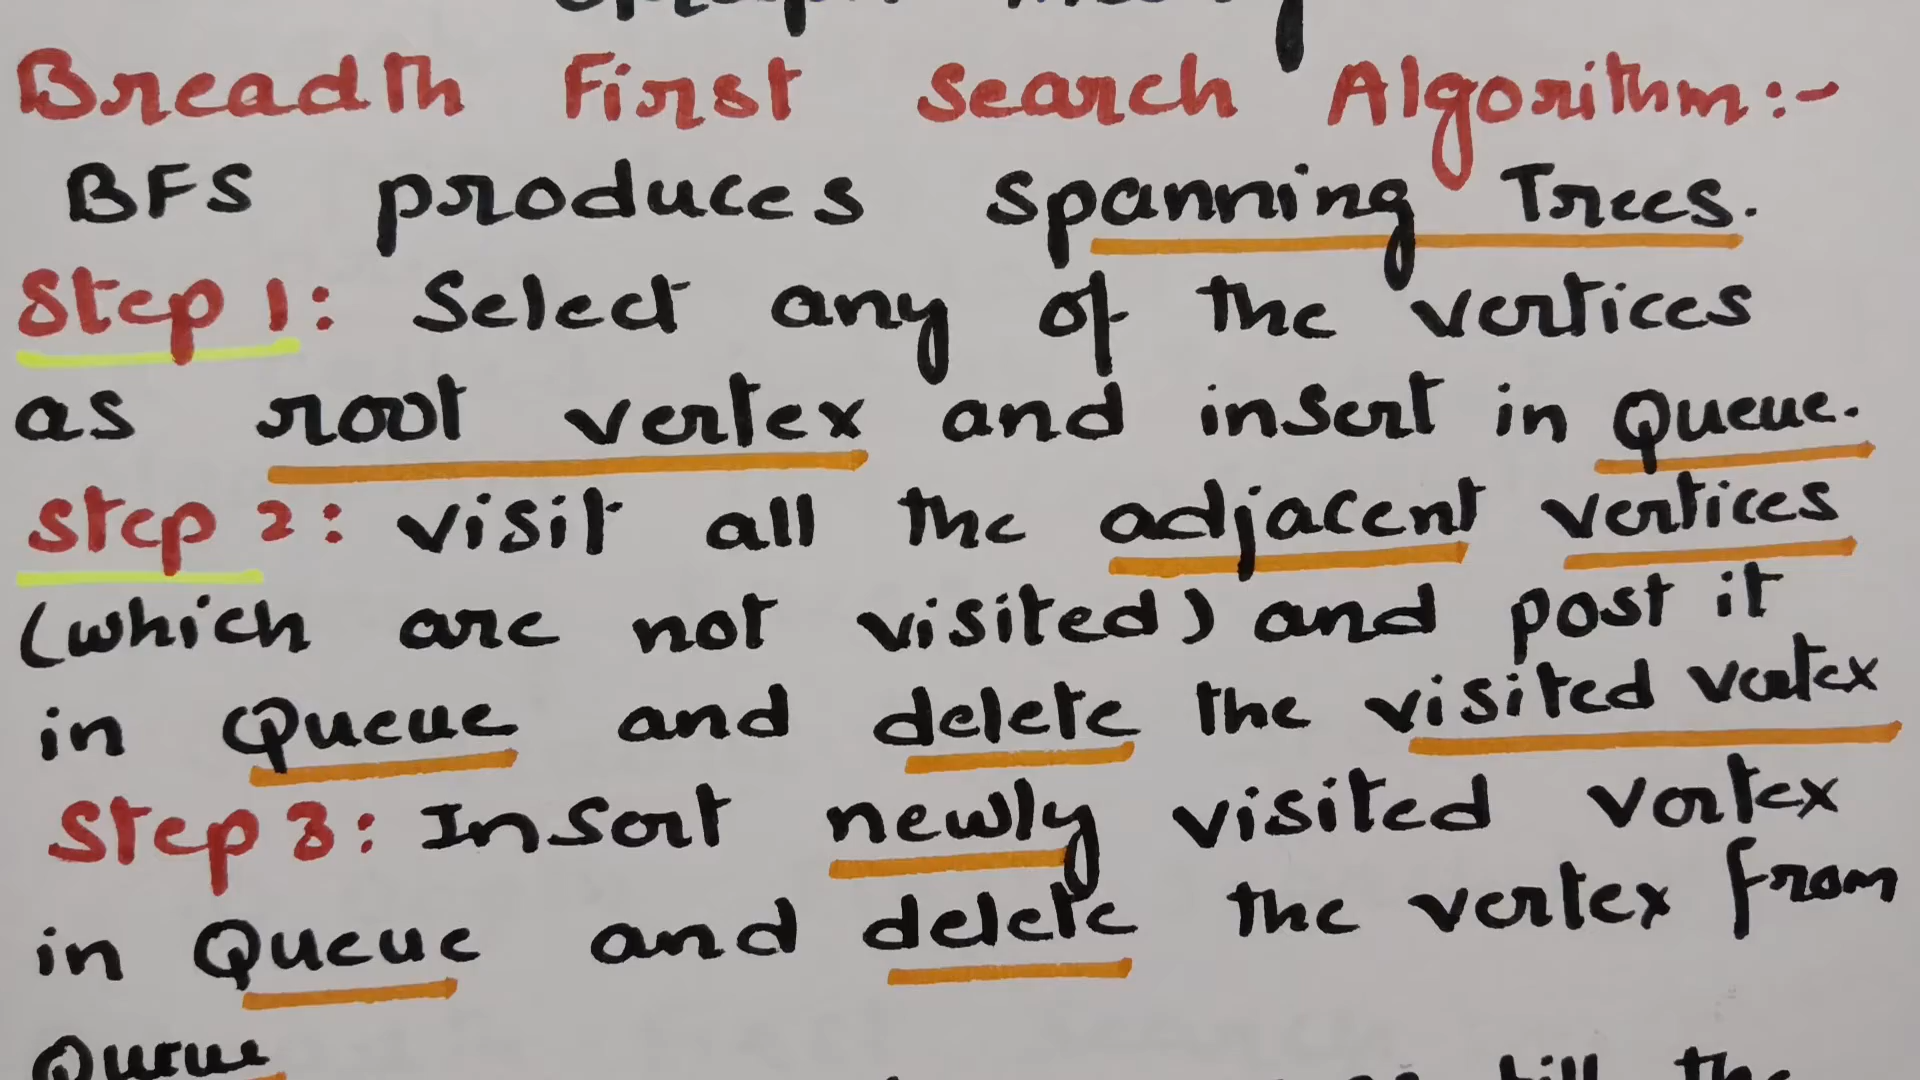 Breadth First Search Algorithm:-
BFS produces spanning Trees.
Step 1: Select any of the vertices
as root vertex and insert in Queue.
Step 2: visit all the adjacent vertices
(which are not visited) and post it
in Queue and delete the visited vertex
Step 3: Insert newly visited vertex
in Queue and delete the vertex from
Queue
till the